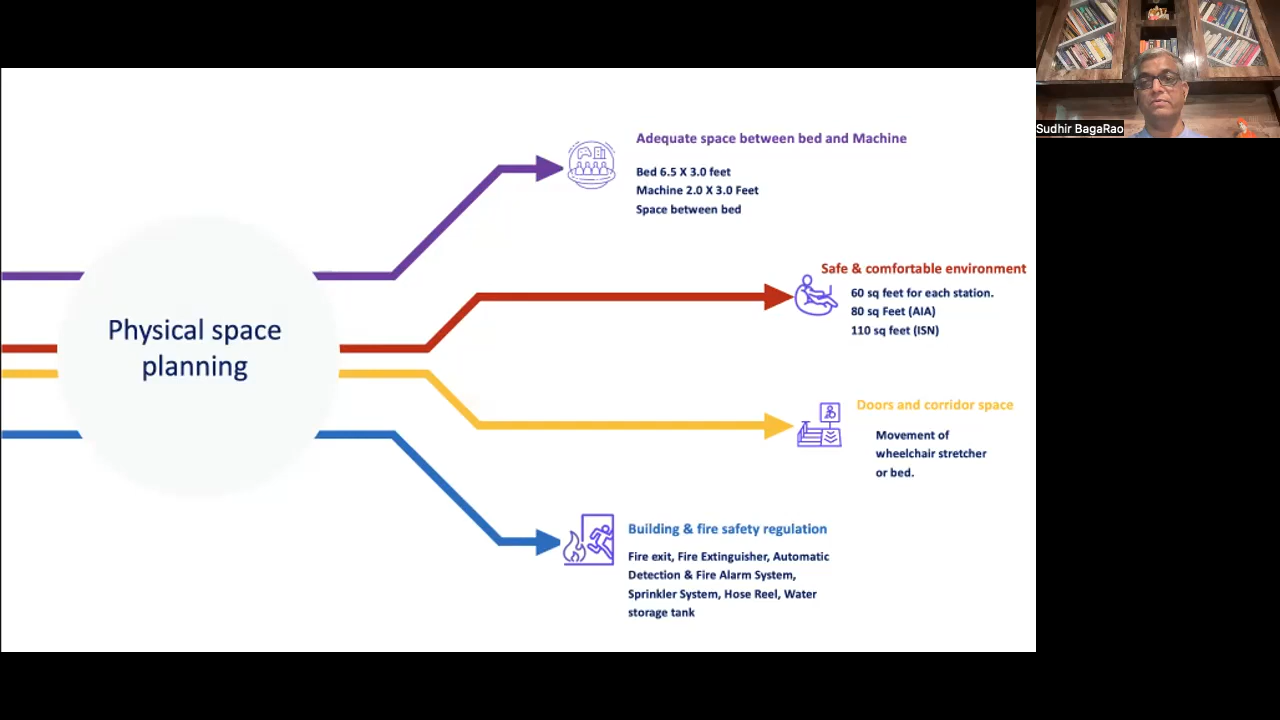 Sudhir BagaRao
Physical space
planning
Adequate space between bed and Machine
Bed 6.5 X 3.0 feet
Machine 2.0 X 3.0 Feet
Space between bed
Safe & comfortable environment
60 sq feet for each station.
80 sq Feet (AIA)
110 sq feet (ISN)
Doors and corridor space
Movement of
wheelchair stretcher
or bed.
Building & fire safety regulation
Fire exit, Fire Extinguisher, Automatic
Detection & Fire Alarm System,
Sprinkler System, Hose Reel, Water
storage tank